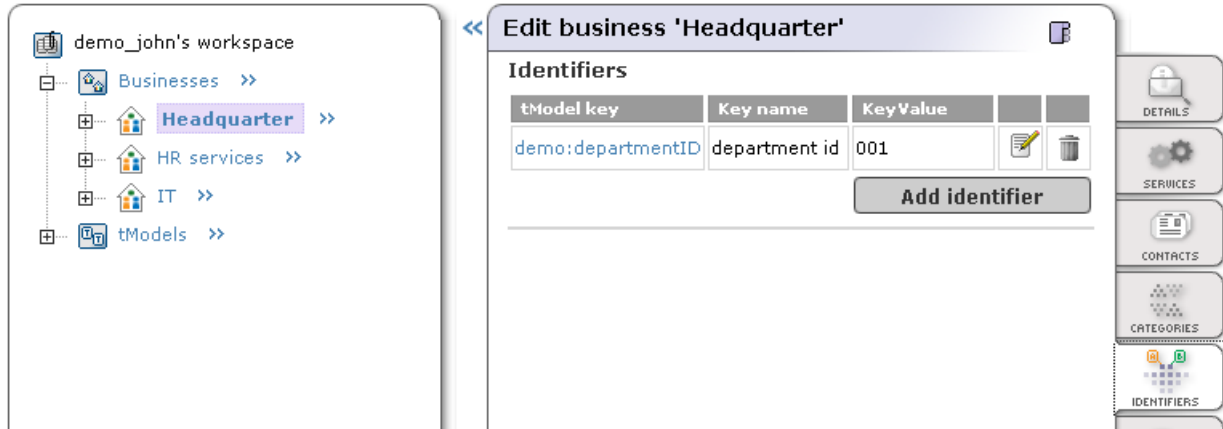 demo_john's workspace
Businesses >>
Headquarter >>
HR services >>
IT >>
tModels >>
<<
Edit business 'Headquarter'
Identifiers
tModel key Key name KeyValue
demo:departmentID department id 001
Add identifier
DETAILS
SERVICES
CONTACTS
CATEGORIES
A B
IDENTIFIERS